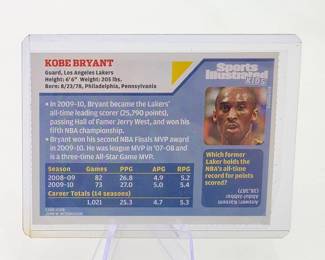 KOBE BRYANT
Guard, Los Angeles Lakers
Height: 6'6" Weight: 205 lbs.
Born: 8/23/78, Philadelphia, Pennsylvania
Sports
Illustrated
KIDS
• In 2009-10, Bryant became the Lakers'
all-time leading scorer (25,790 points),
passing Hall of Famer Jerry West, and won
his fifth NBA championship.
• Bryant won his second NBA Finals MVP award
in 2009-10. He was league MVP in '07-08 and
is a three-time All-Star Game MVP.
Season Games PPG APG RPG
2008-09 82 26.8 4.9 5.2
2009-10 73 27.0 5.0 5.4
Career Totals (14 seasons)
1,021 25.3 4.7 5.3
Which former
Laker holds the
NBA's all-time
record for points
scored?
Answer: Kareem
Abdul-Jabbar
(38,387)